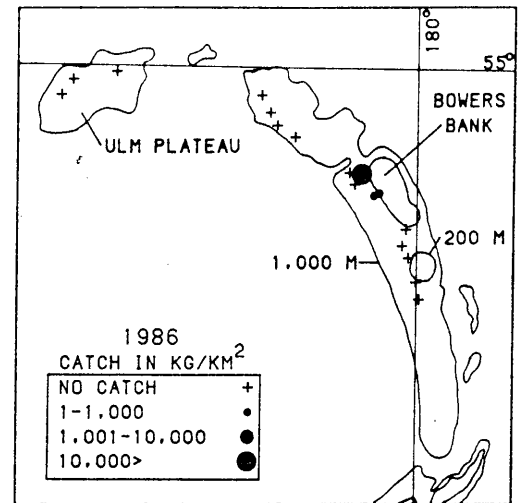 180°
55°
BOWERS
BANK
ULM PLATEAU
200 M
1,000 M
1986
CATCH IN KG/KM²
NO CATCH +
1-1,000
1,001-10,000
10,000>